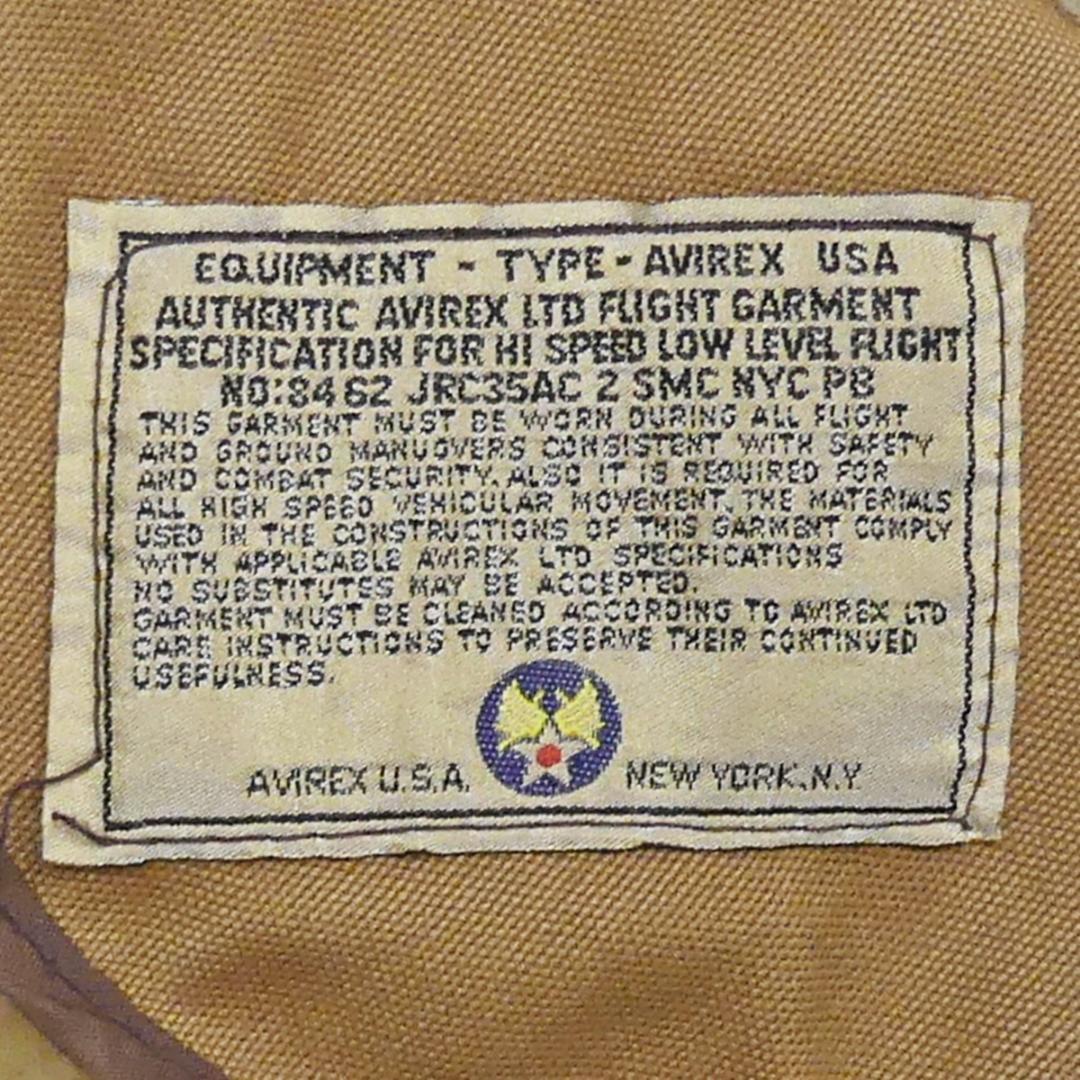 EQUIPMENT - TYPE - AVIREX USA
AUTHENTIC AVIREX LTD FLIGHT GARMENT
SPECIFICATION FOR HI SPEED LOW LEVEL FLIGHT
NO:8462 JRC35AC 2 SMC NYC PB
THIS GARMENT MUST BE WORN DURING ALL FLIGHT
AND GROUND MANUOVERS CONSISTENT WITH SAFETY
AND COMBAT SECURITY. ALSO IT IS REQUIRED FOR
ALL HIGH SPEED VEHICULAR MOVEMENT. THE MATERIALS
USED IN THE CONSTRUCTIONS OF THIS GARMENT COMPLY
WITH APPLICABLE AVIREX LTD SPECIFICATIONS
NO SUBSTITUTES MAY BE ACCEPTED.
GARMENT MUST BE CLEANED ACCORDING TO AVIREX LTD
CARE INSTRUCTIONS TO PRESERVE THEIR CONTINUED
USEFULNESS.
AVIREX U.S.A. NEW YORK.N.Y